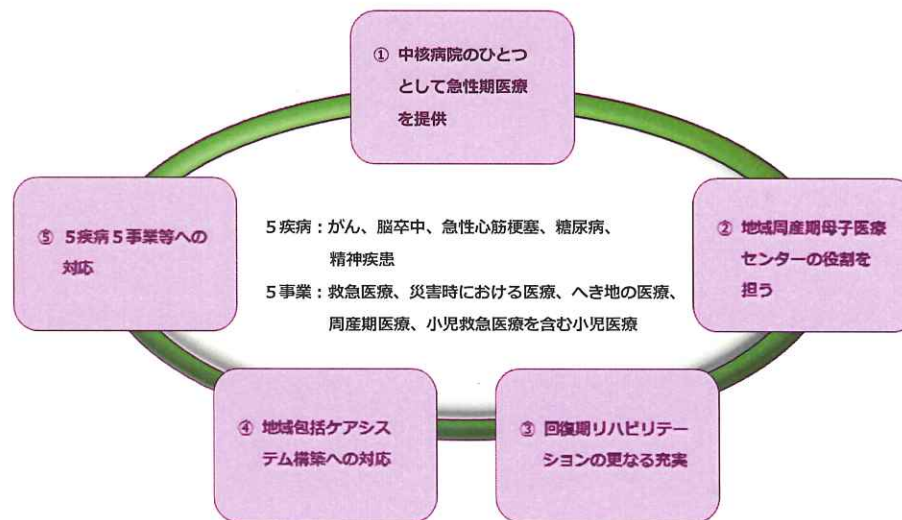 ① 中核病院のひとつ
として急性期医療
を提供
② 地域周産期母子医療
センターの役割を
担う
③ 回復期リハビリテー
ションの更なる充実
④ 地域包括ケアシス
テム構築への対応
⑤ 5疾病5事業等への
対応
5疾病：がん、脳卒中、急性心筋梗塞、糖尿病、
精神疾患
5事業：救急医療、災害時における医療、へき地の医療、
周産期医療、小児救急医療を含む小児医療